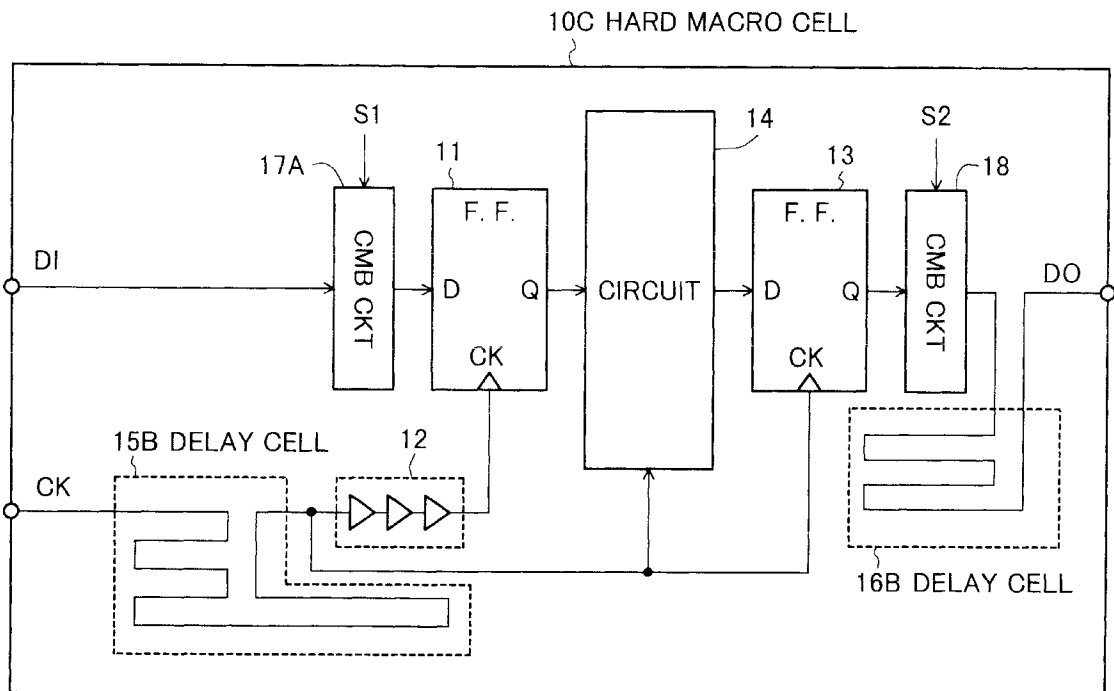 10C HARD MACRO CELL
S1
17A
11
14
S2
13
18
F. F.
F. F.
DI
CMB CKT
D
Q
CIRCUIT
D
Q
CMB CKT
DO
CK
CK
15B DELAY CELL
12
CK
16B DELAY CELL